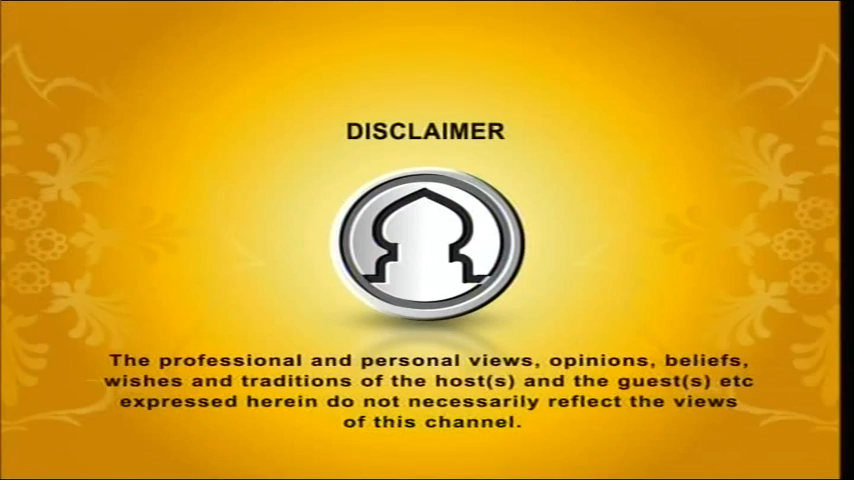 DISCLAIMER
The professional and personal views, opinions, beliefs,
wishes and traditions of the host(s) and the guest(s) etc
expressed herein do not necessarily reflect the views
of this channel.